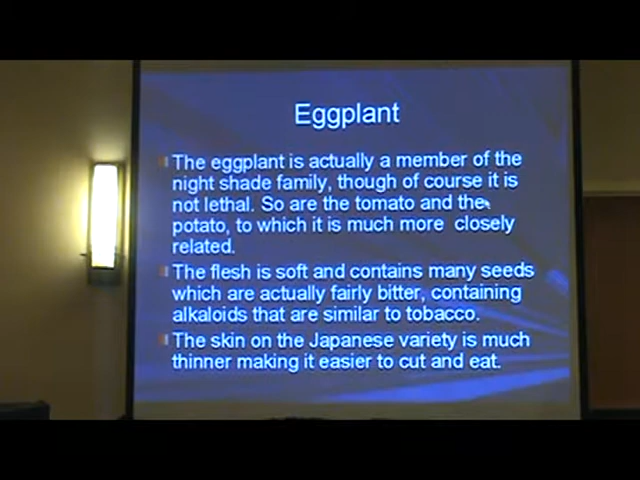 Eggplant
The eggplant is actually a member of the
night shade family, though of course it is
not lethal. So are the tomato and the
potato, to which it is much more closely
related.
The flesh is soft and contains many seeds
which are actually fairly bitter, containing
alkaloids that are similar to tobacco.
The skin on the Japanese variety is much
thinner making it easier to cut and eat.